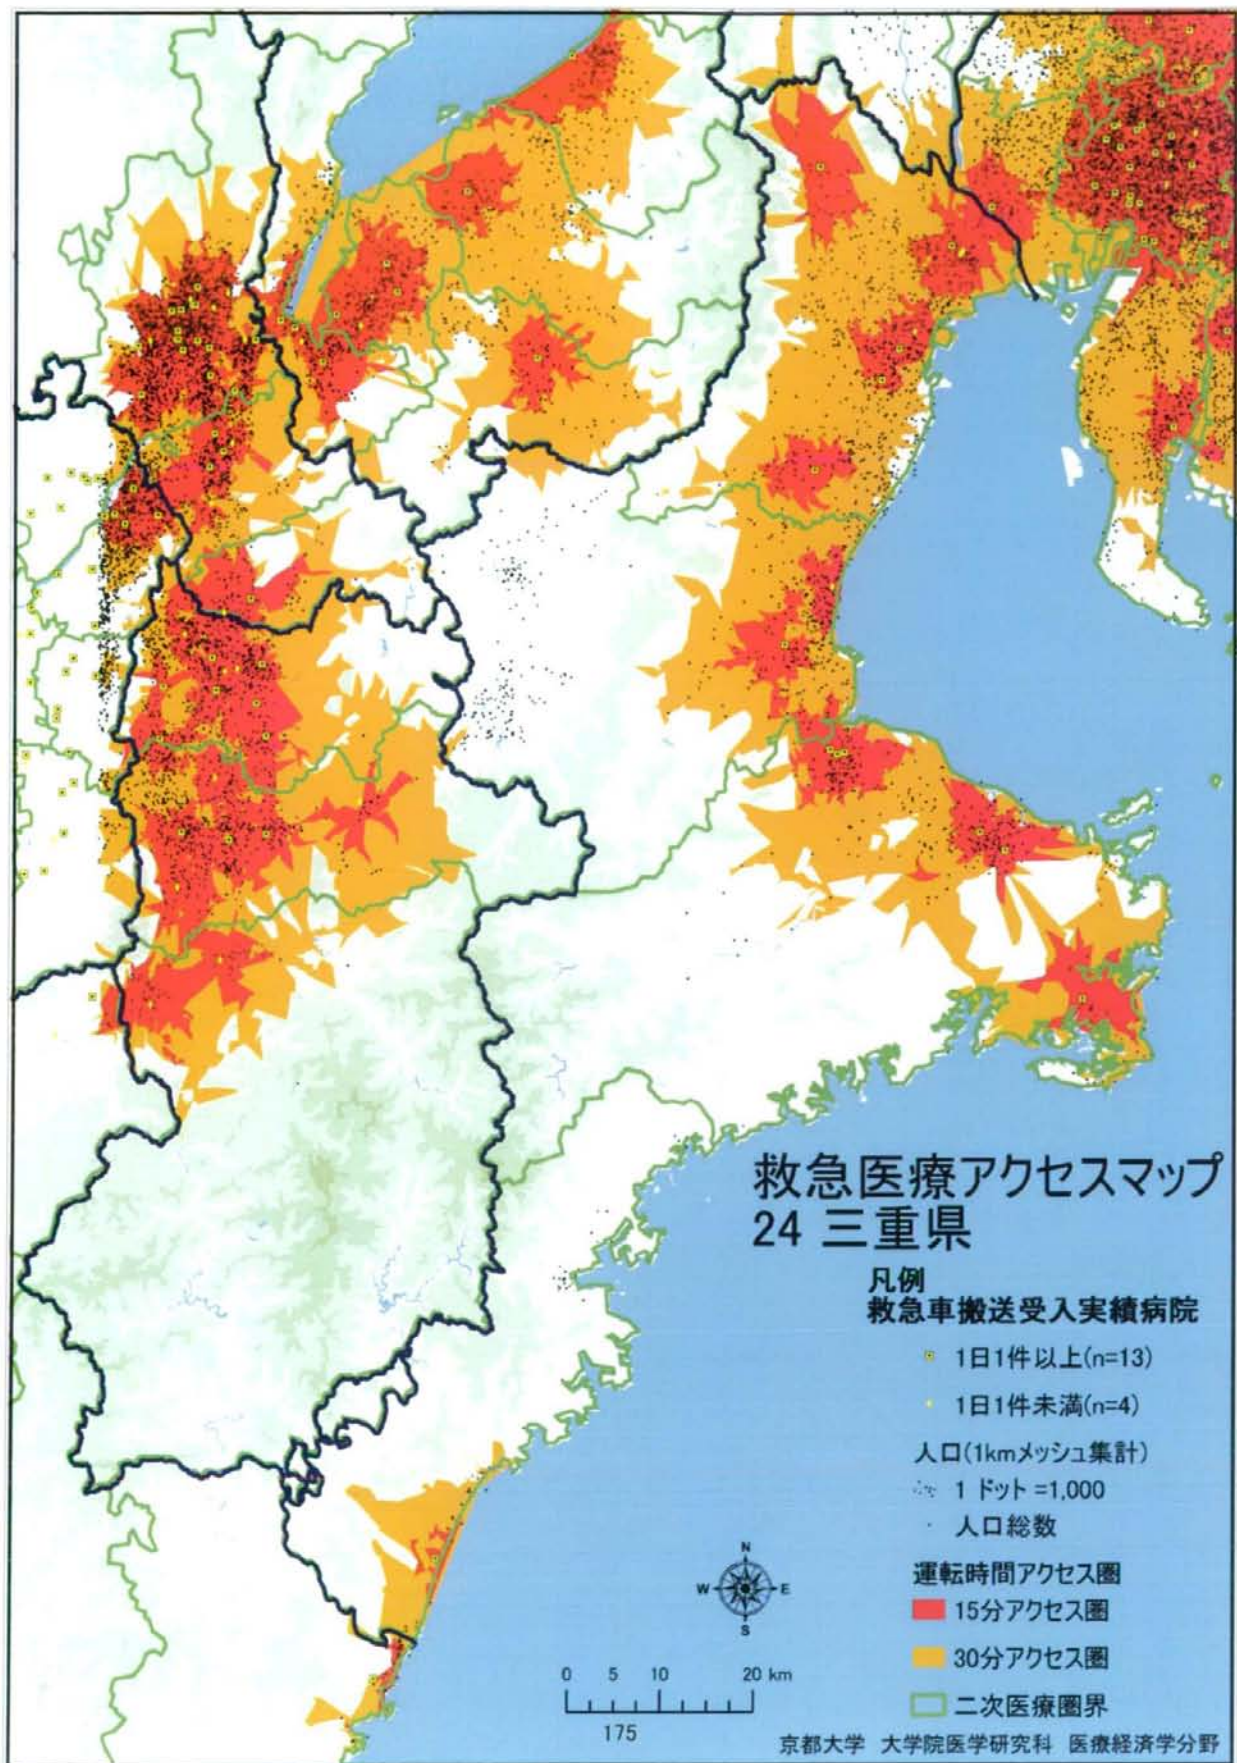 救急医療アクセスマップ
24 三重県
凡例
救急車搬送受入実績病院
1日1件以上(n=13)
1日1件未満(n=4)
人口(1kmメッシュ集計)
1 ドット =1,000
人口総数
運転時間アクセス圏
15分アクセス圏
30分アクセス圏
二次医療圏界
N
W E
S
0 5 10 20 km
175
京都大学 大学院医学研究科 医療経済学分野